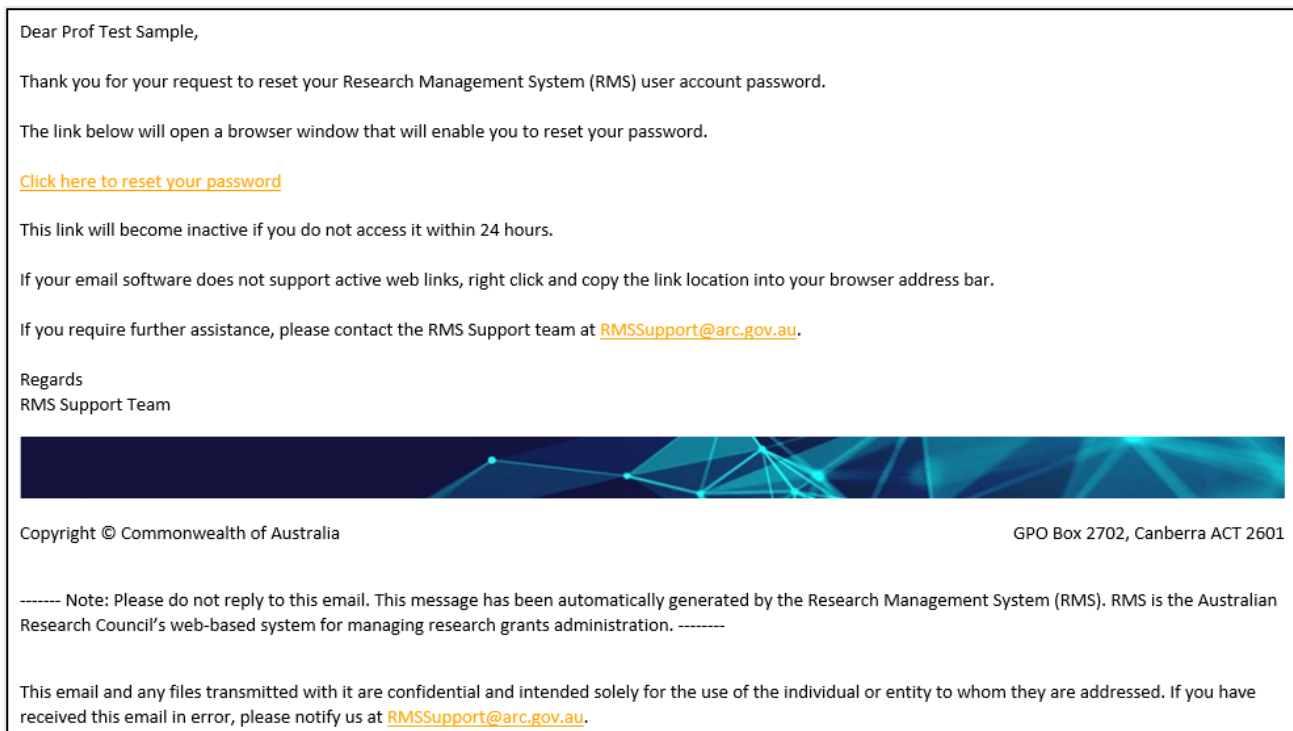 Dear Prof Test Sample,
Thank you for your request to reset your Research Management System (RMS) user account password.
The link below will open a browser window that will enable you to reset your password.
Click here to reset your password
This link will become inactive if you do not access it within 24 hours.
If your email software does not support active web links, right click and copy the link location into your browser address bar.
If you require further assistance, please contact the RMS Support team at RMSSupport@arc.gov.au.
Regards
RMS Support Team
Copyright © Commonwealth of Australia GPO Box 2702, Canberra ACT 2601
------- Note: Please do not reply to this email. This message has been automatically generated by the Research Management System (RMS). RMS is the Australian
Research Council’s web-based system for managing research grants administration. --------
This email and any files transmitted with it are confidential and intended solely for the use of the individual or entity to whom they are addressed. If you have
received this email in error, please notify us at RMSSupport@arc.gov.au.